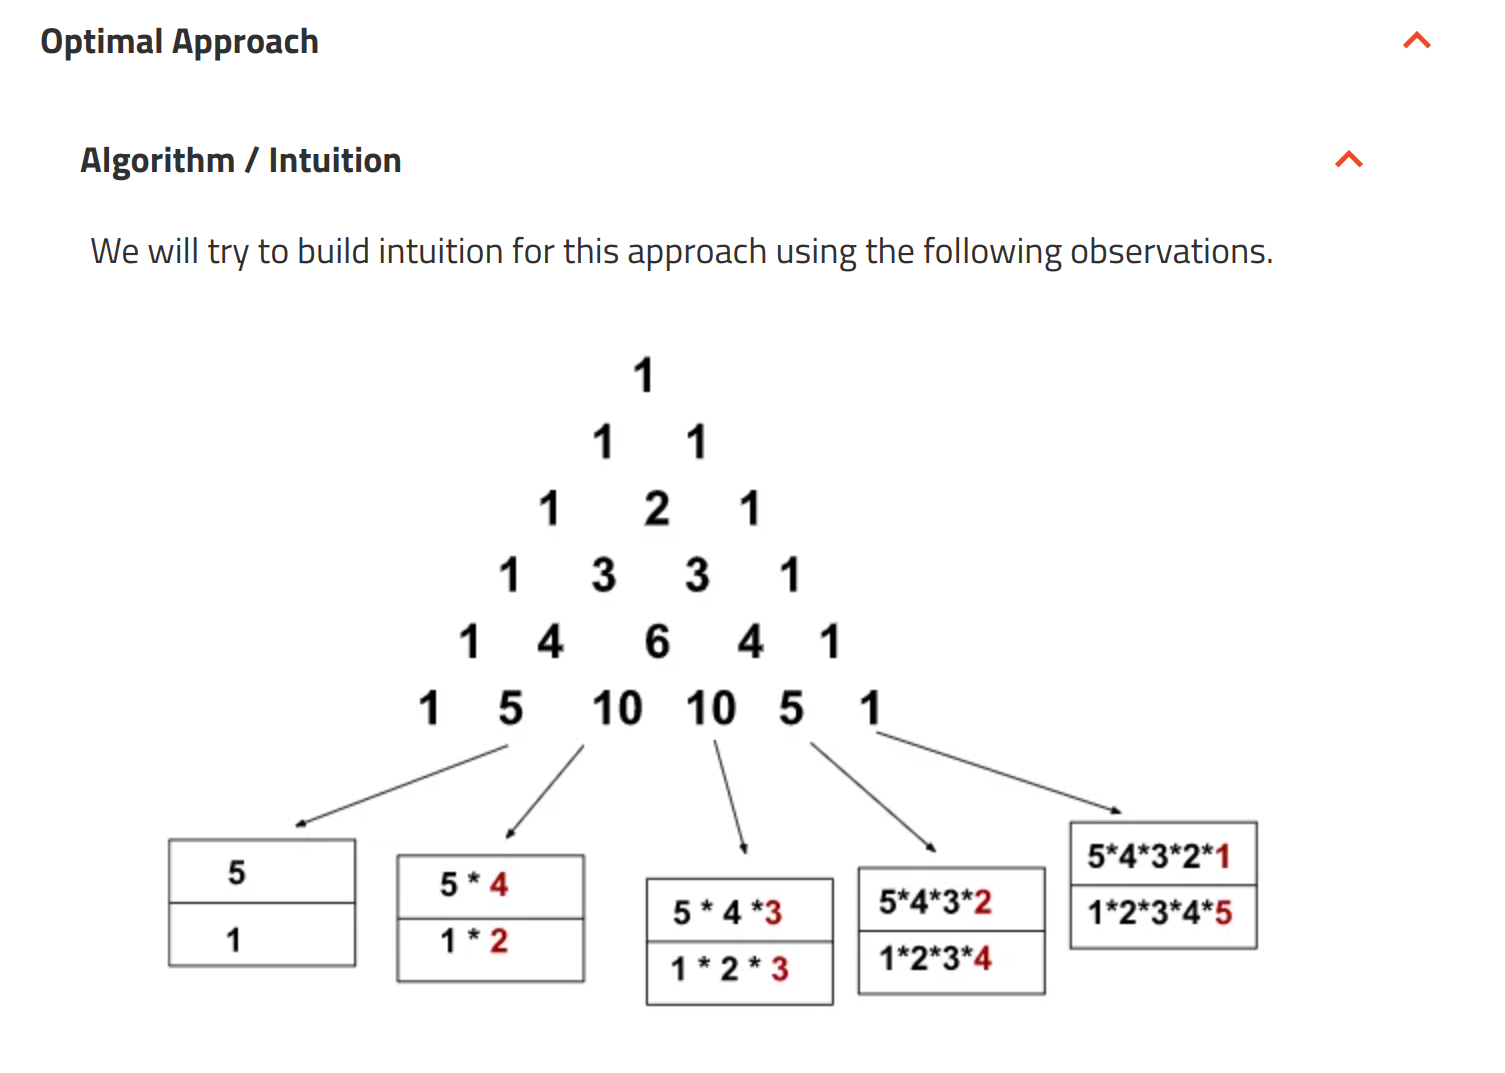 Optimal Approach
Algorithm / Intuition
We will try to build intuition for this approach using the following observations.
1
1 1
1 2 1
1 3 3 1
1 4 6 4 1
1 5 10 10 5 1
5
1
5 * 4
1 * 2
5 * 4 *3
1 * 2 * 3
5*4*3*2
1*2*3*4
5*4*3*2*1
1*2*3*4*5